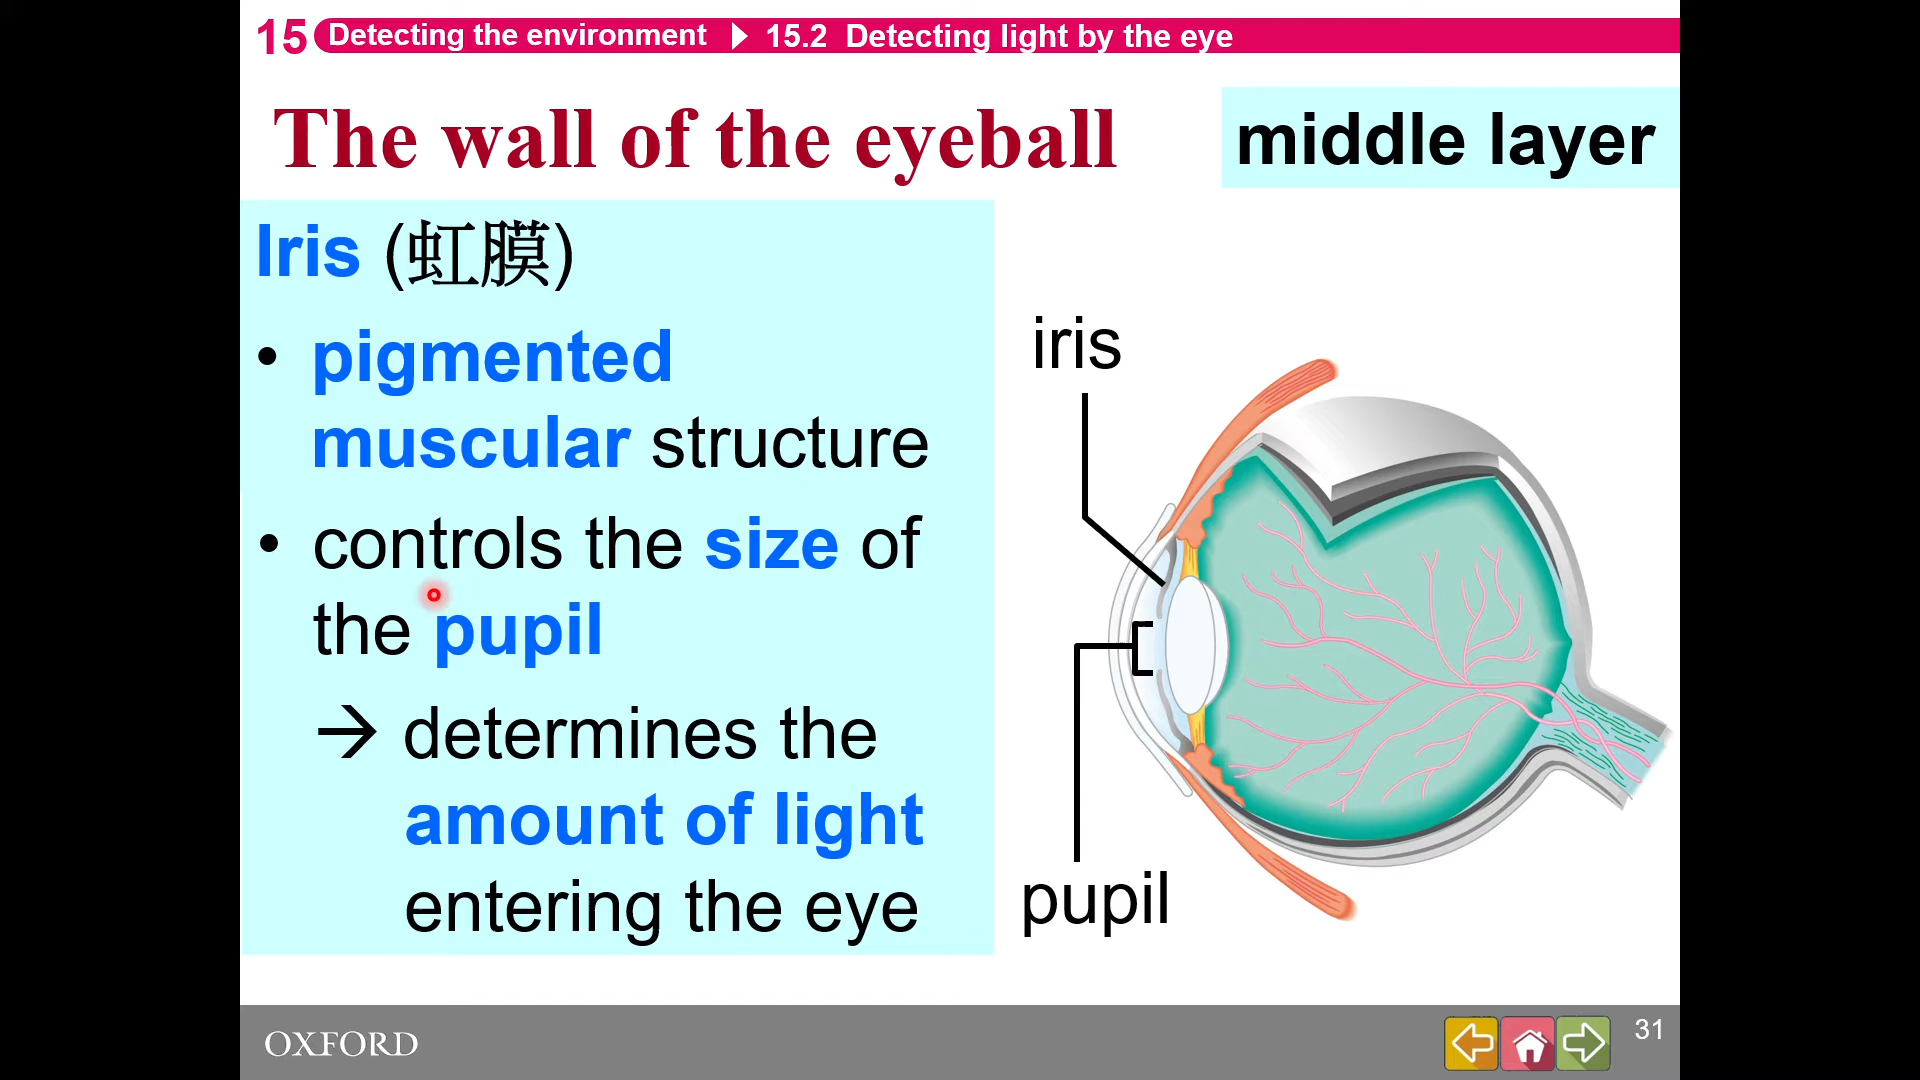 15 Detecting the environment 15.2 Detecting light by the eye
The wall of the eyeball
middle layer
Iris (虹膜)
• pigmented
muscular structure
• controls the size of
the pupil
→ determines the
amount of light
entering the eye
iris
pupil
OXFORD
31